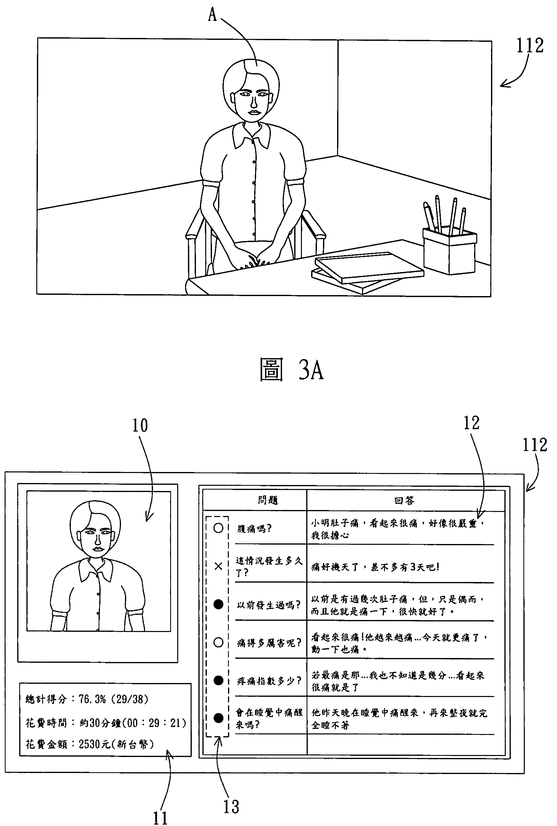 A
112
圖 3A
10
12
112
問題
回答
腹痛嗎?
小明肚子痛,看起來很痛,好像很嚴重,
我很擔心
×
這情況發生多久
了?
痛好機天了,差不多有3天吧!
以前發生過嗎?
以前是有過幾次肚子痛,但,只是偶而,
而且他就是痛一下,很快就好了。
痛得多厲害呢?
看起來很痛!他越來越痛…今天就更痛了,
動一下也痛。
疼痛指數多少?
若最痛是那…我也不知道是幾分…看起來
很痛就是了
會在睡覺中痛醒
來嗎?
他昨天晚在睡覺中痛醒來,再來整夜就完
全睡不著
總計得分:76.3% (29/38)
花費時間:約30分鐘(00:29:21)
花費金額:2530元(新台幣)
11
13